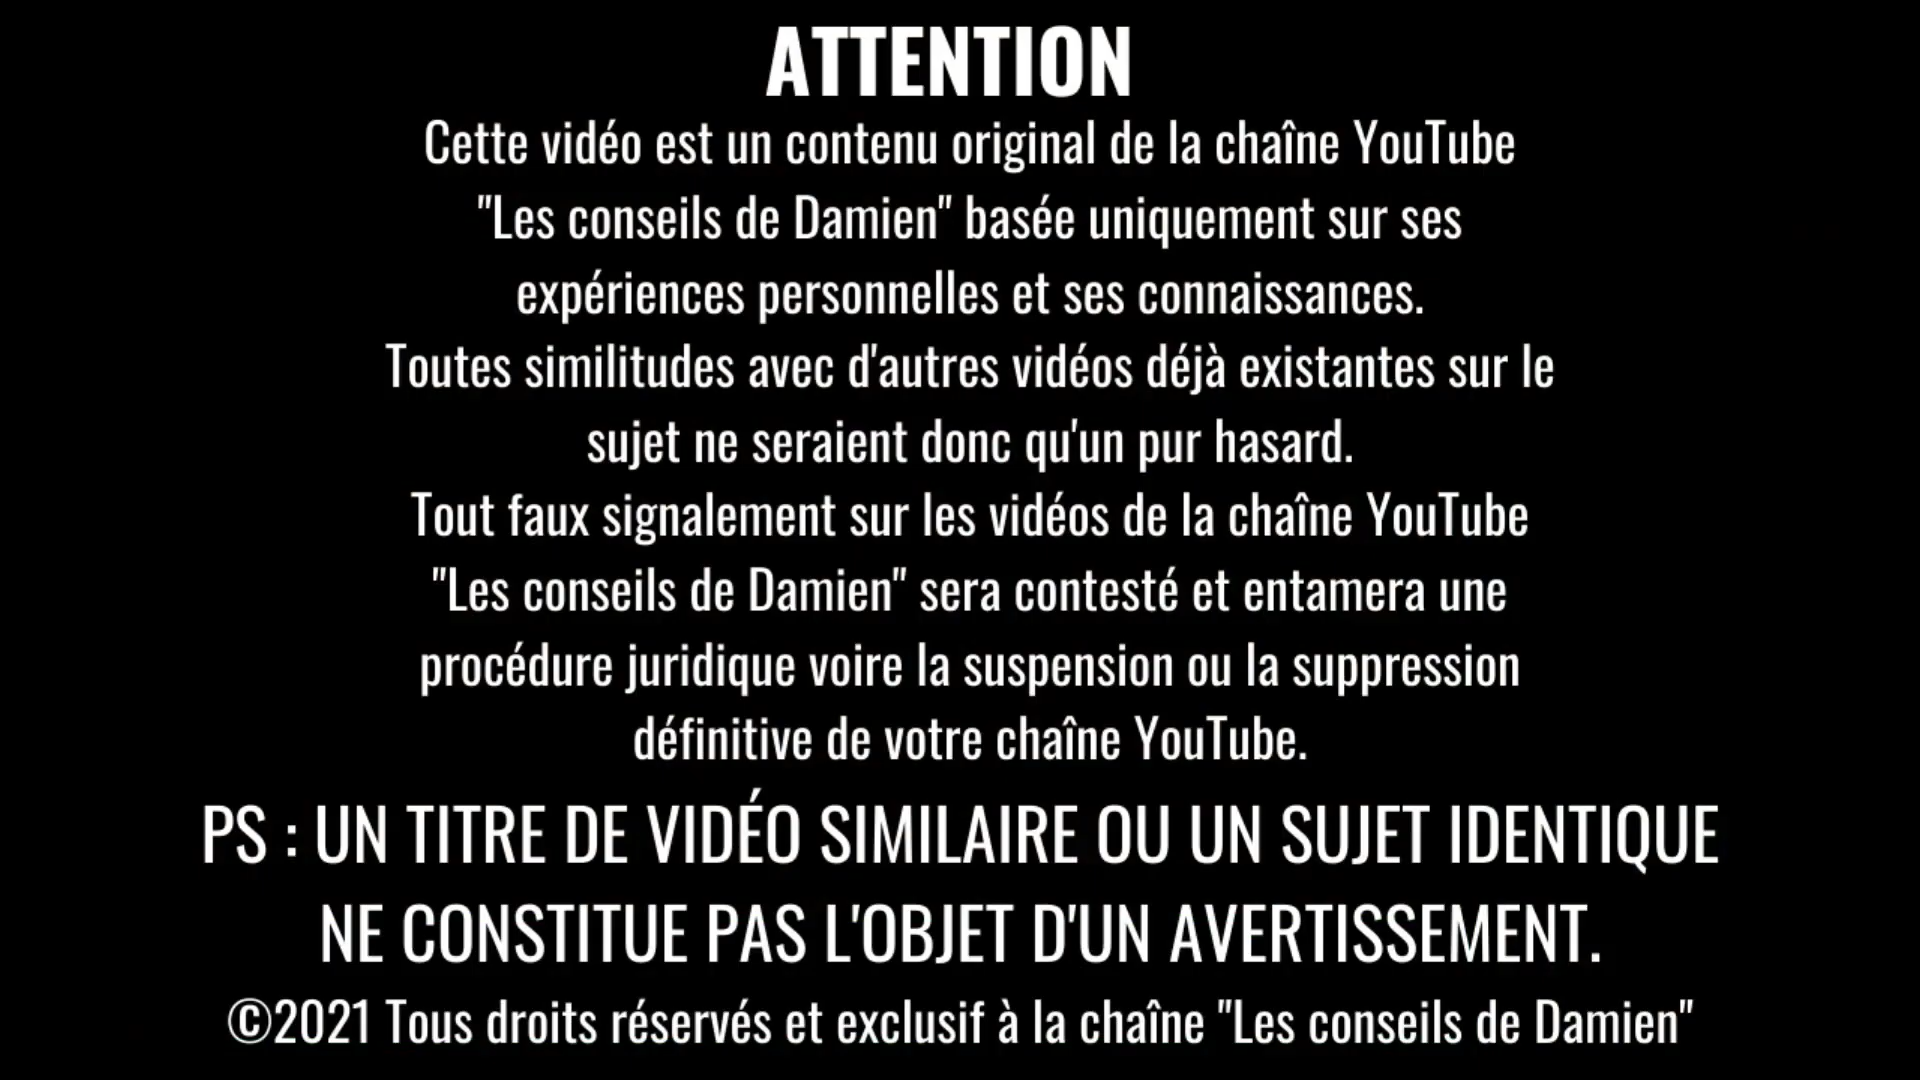 ATTENTION
Cette vidéo est un contenu original de la chaîne YouTube
"Les conseils de Damien" basée uniquement sur ses
expériences personnelles et ses connaissances.
Toutes similitudes avec d'autres vidéos déjà existantes sur le
sujet ne seraient donc qu'un pur hasard.
Tout faux signalement sur les vidéos de la chaîne YouTube
"Les conseils de Damien" sera contesté et entamera une
procédure juridique voire la suspension ou la suppression
définitive de votre chaîne YouTube.
PS : UN TITRE DE VIDÉO SIMILAIRE OU UN SUJET IDENTIQUE
NE CONSTITUE PAS L'OBJET D'UN AVERTISSEMENT.
©2021 Tous droits réservés et exclusif à la chaîne "Les conseils de Damien"